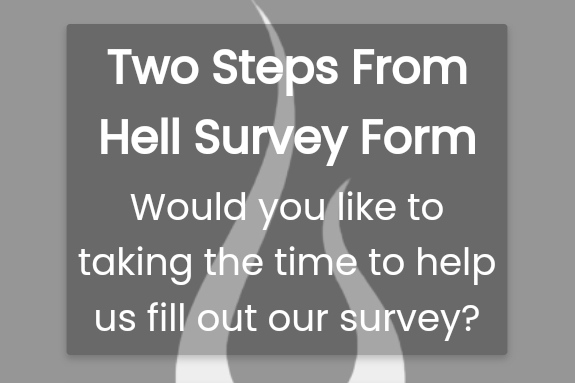 Two Steps From
Hell Survey Form
Would you like to
taking the time to help
us fill out our survey?